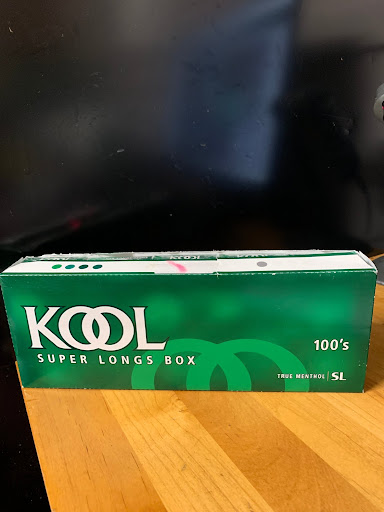 KOOL
SUPER LONGS BOX
100's
TRUE MENTHOL | SL